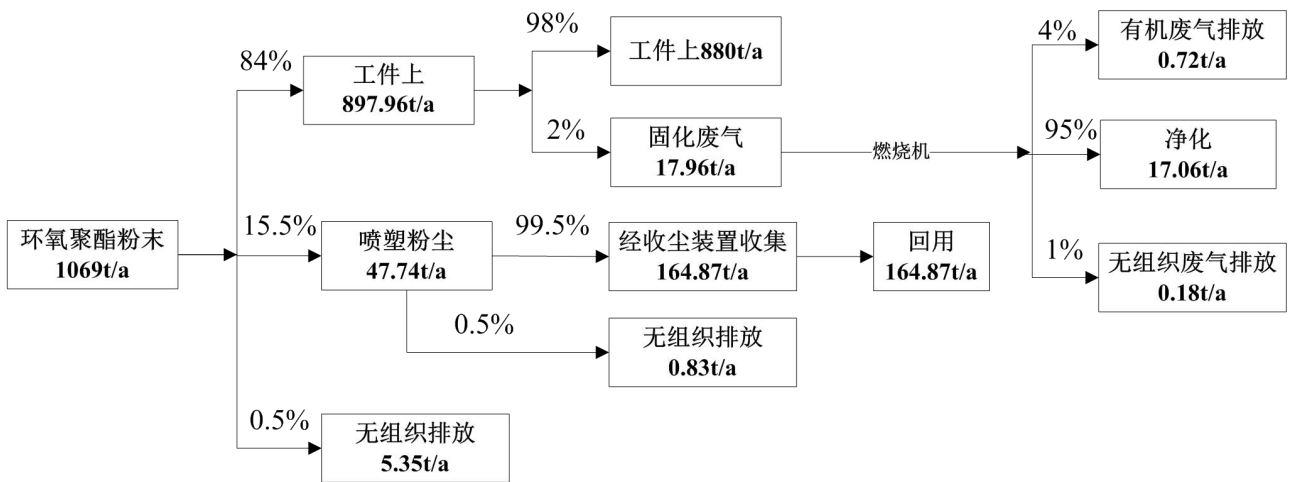 98%
4%
有机废气排放
0.72t/a
84%
工件上
897.96t/a
工件上880t/a
2%
固化废气
17.96t/a
燃烧机
95%
净化
17.06t/a
环氧聚酯粉末
1069t/a
15.5%
喷塑粉尘
47.74t/a
99.5%
经收尘装置收集
164.87t/a
回用
164.87t/a
1%
无组织废气排放
0.18t/a
0.5%
无组织排放
0.83t/a
0.5%
无组织排放
5.35t/a